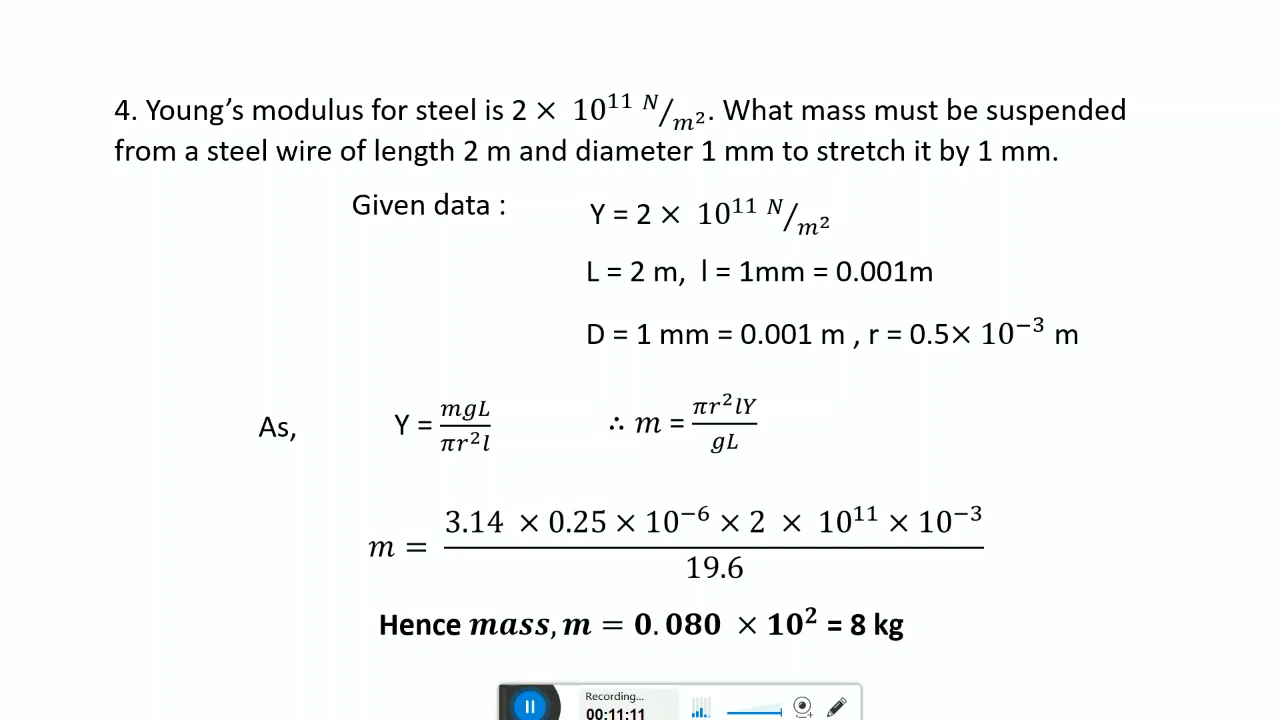 4. Young’s modulus for steel is 2 × 10¹¹ N/m². What mass must be suspended
from a steel wire of length 2 m and diameter 1 mm to stretch it by 1 mm.
Given data : Y = 2 × 10¹¹ N/m²
L = 2 m, l = 1mm = 0.001m
D = 1 mm = 0.001 m , r = 0.5× 10⁻³ m
As, Y = mgL/πr²l ∴ m = πr²lY/gL
m = 3.14 × 0.25 × 10⁻⁶ × 2 × 10¹¹ × 10⁻³/19.6
Hence mass, m = 0.080 × 10² = 8 kg
Recording...
00:11:11